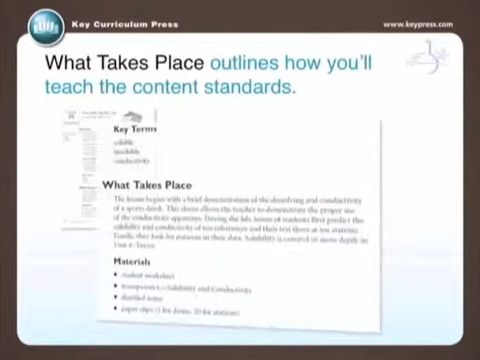 Key Curriculum Press
www.keypress.com
What Takes Place outlines how you'll
teach the content standards.
Key Terms
soluble
insoluble
conductivity
What Takes Place
The lesson begins with a brief demonstration of the dissolving and conductivity
of a sports drink. This demo allows the teacher to demonstrate the proper use
of the conductivity apparatus. During the lab, teams of students first predict the
solubility and conductivity of ten substances and then test them at ten stations.
Finally, they look for patterns in their data. Solubility is covered in more depth in
Unit 4: Toxins.
Materials
• student worksheet
• transparency—Solubility and Conductivity
• distilled water
• paper clips (2 for demo, 20 for stations)